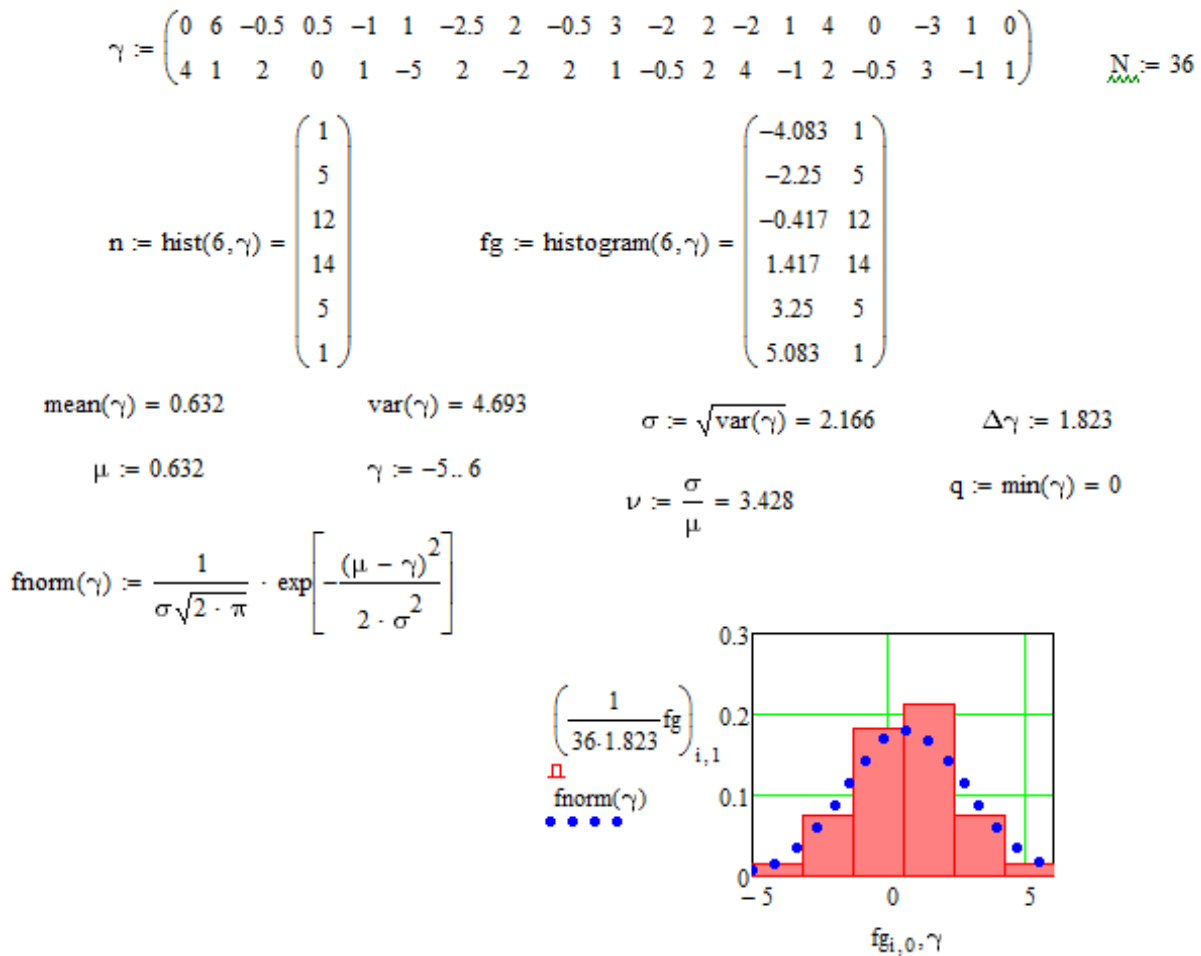 γ := ( 0 6 −0.5 0.5 −1 1 −2.5 2 −0.5 3 −2 2 −2 1 4 0 −3 1 0
4 1 2 0 1 −5 2 −2 2 1 −0.5 2 4 −1 2 −0.5 3 −1 1 )
N := 36
n := hist(6,γ) = ( 1
5
12
14
5
1 )
fg := histogram(6,γ) = ( −4.083 1
−2.25 5
−0.417 12
1.417 14
3.25 5
5.083 1 )
mean(γ) = 0.632
var(γ) = 4.693
σ := √var(γ) = 2.166
Δγ := 1.823
μ := 0.632
γ := −5.. 6
ν := σ/μ = 3.428
q := min(γ) = 0
fnorm(γ) := 1/(σ√(2 · π)) · exp[−(μ − γ)²/(2 · σ²)]
(1/(36·1.823) fg) i,1
fnorm(γ)
0.3
0.2
0.1
0
−5 0 5
fg i,0, γ